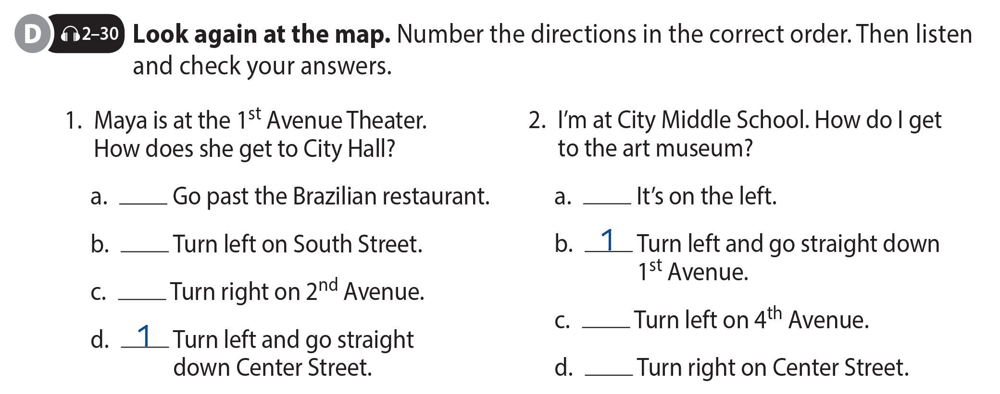 D 2–30 Look again at the map. Number the directions in the correct order. Then listen
and check your answers.
1. Maya is at the 1st Avenue Theater.
How does she get to City Hall?
a. ____ Go past the Brazilian restaurant.
b. ____ Turn left on South Street.
c. ____ Turn right on 2nd Avenue.
d. 1 Turn left and go straight
down Center Street.
2. I'm at City Middle School. How do I get
to the art museum?
a. ____ It's on the left.
b. 1 Turn left and go straight down
1st Avenue.
c. ____ Turn left on 4th Avenue.
d. ____ Turn right on Center Street.